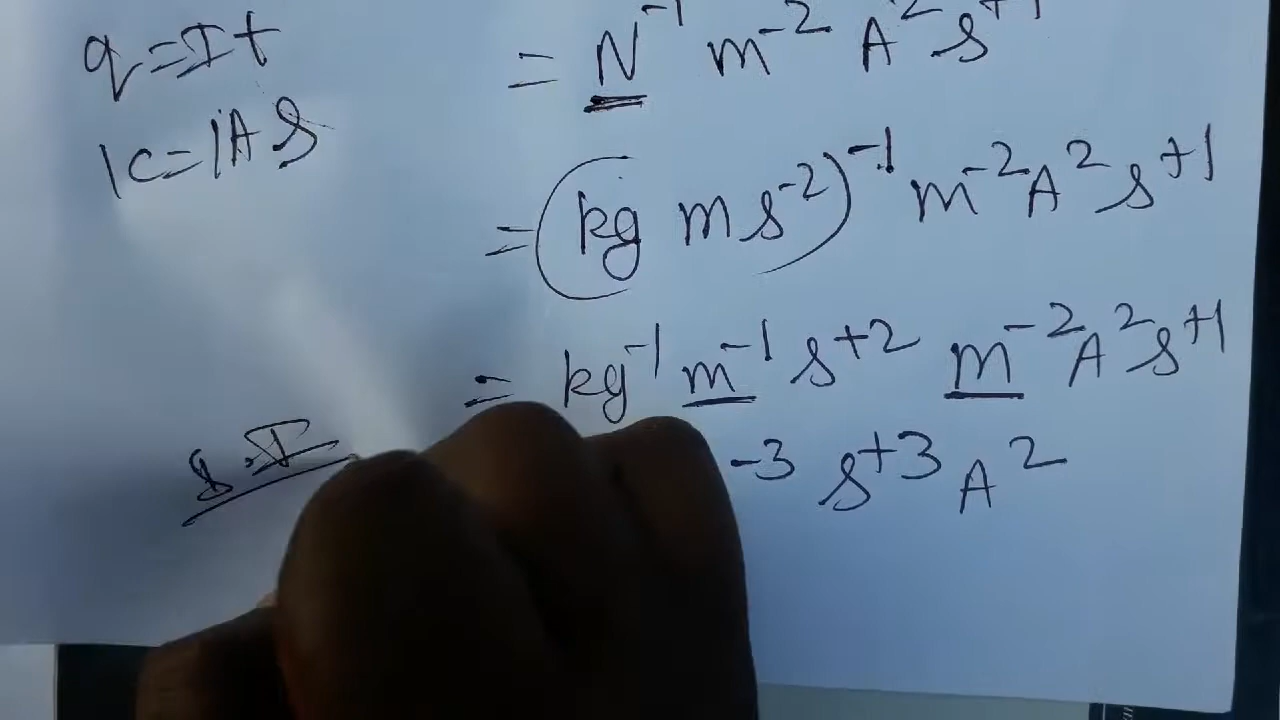 q = It
1C = 1A s
= N⁻¹ m⁻² A² s⁺¹
= (kg m s⁻²)⁻¹ m⁻² A² s⁺¹
= kg⁻¹ m⁻¹ s⁺² m⁻² A² s⁺¹
⁻³ s⁺³ A²
S.I